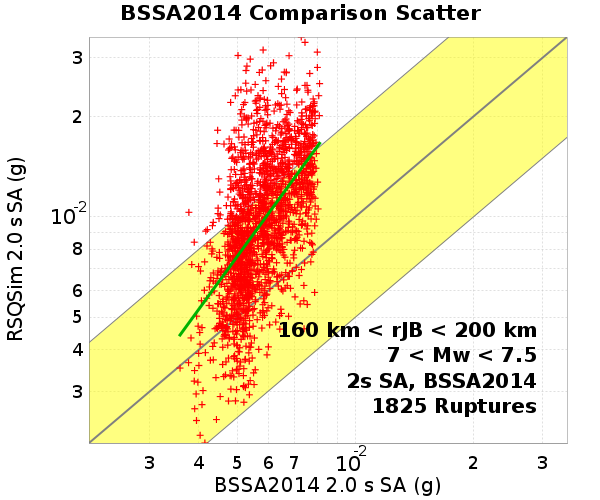 BSSA2014 Comparison Scatter
RSQSim 2.0 s SA (g)
3
2
10-2
8
6
5
4
3
160 km < rJB < 200 km
7 < Mw < 7.5
2s SA, BSSA2014
1825 Ruptures
3 4 5 6 7 10-2 2 3
BSSA2014 2.0 s SA (g)